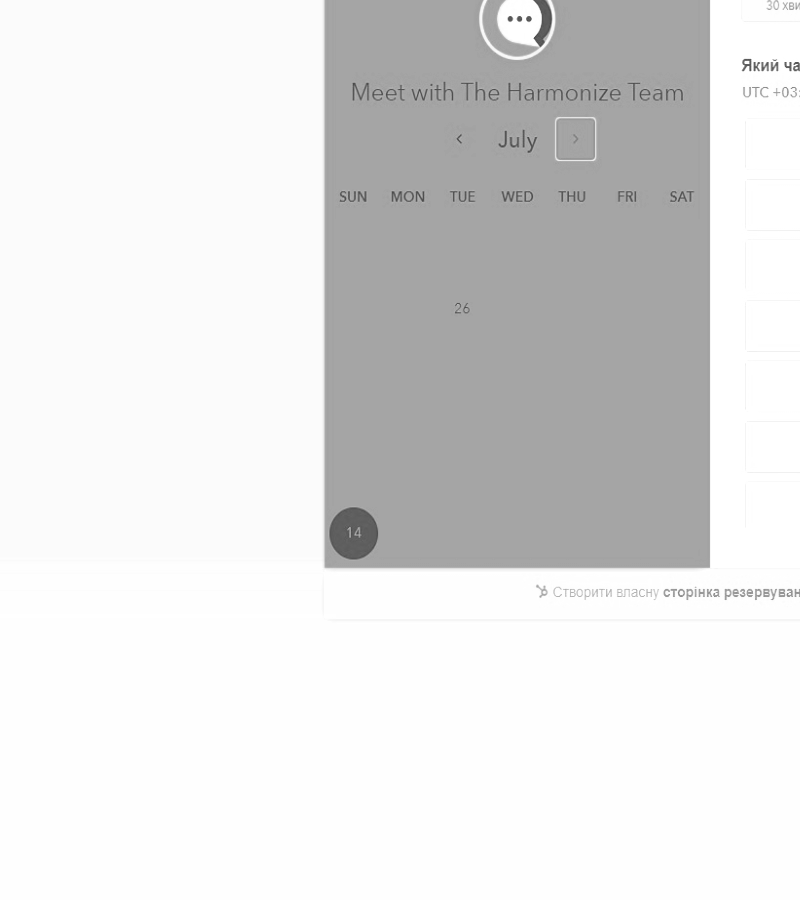 30 хви
Meet with The Harmonize Team
July
SUN MON TUE WED THU FRI SAT
26
14
Який ча
UTC +03:
Створити власну сторінка резервуван